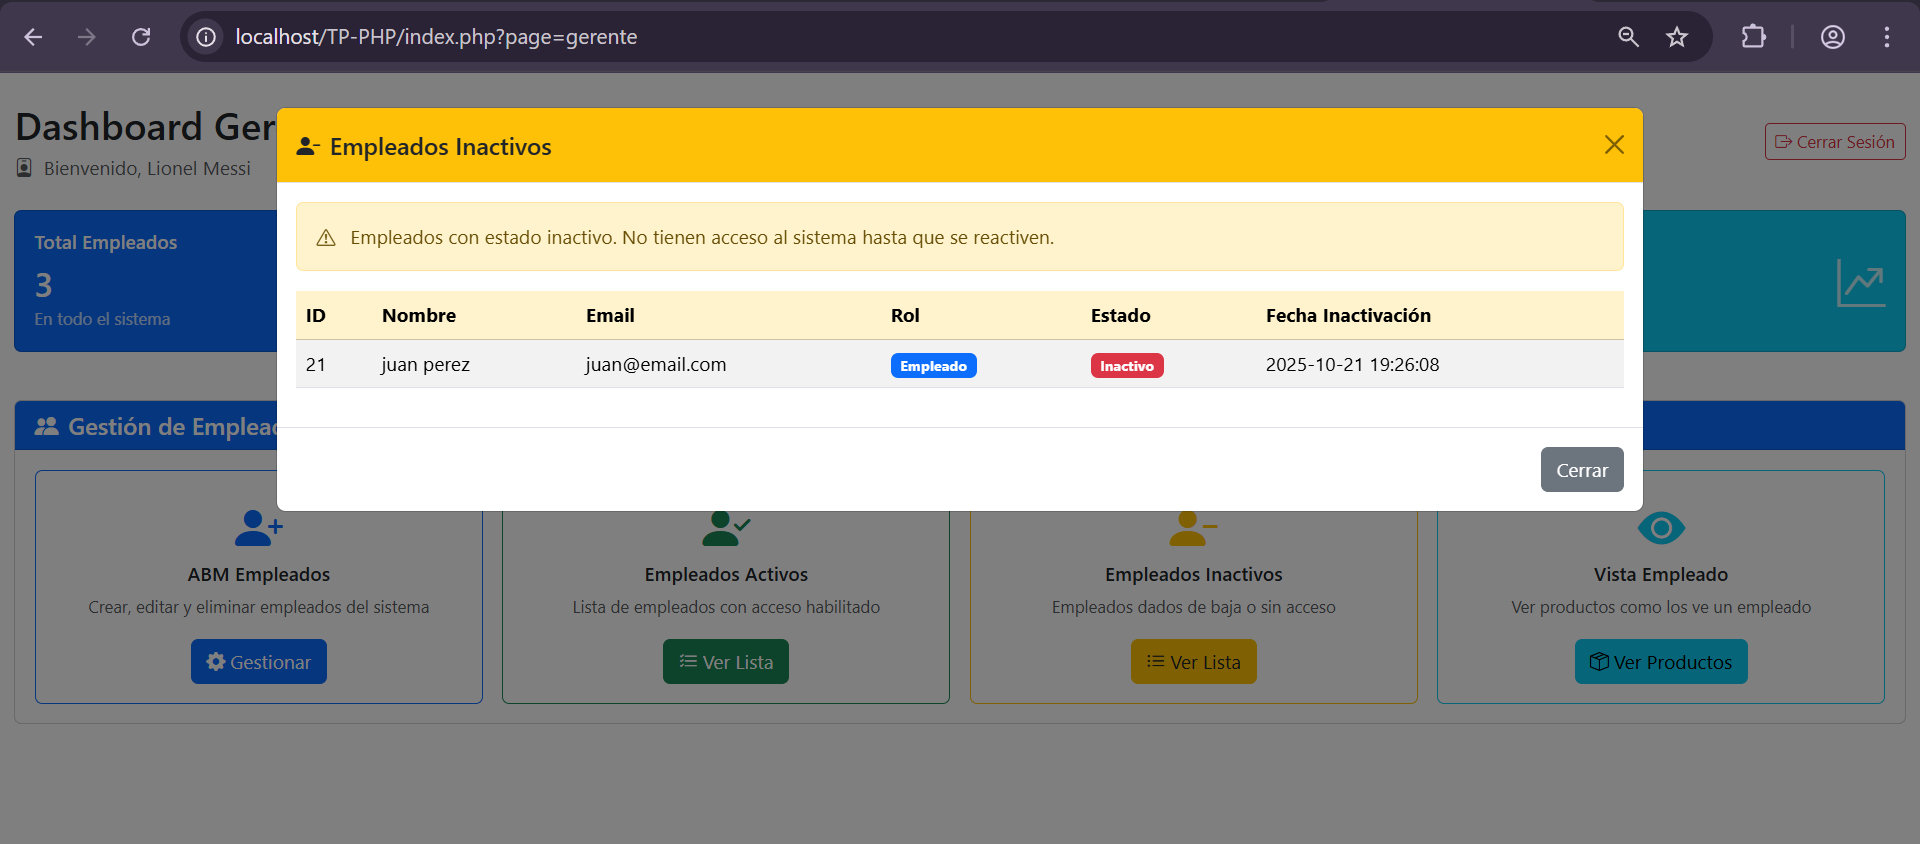 localhost/TP-PHP/index.php?page=gerente
Dashboard Ger
Bienvenido, Lionel Messi
Cerrar Sesión
Empleados Inactivos
Empleados con estado inactivo. No tienen acceso al sistema hasta que se reactiven.
ID Nombre Email Rol Estado Fecha Inactivación
21 juan perez juan@email.com Empleado Inactivo 2025-10-21 19:26:08
Cerrar
Total Empleados
3
En todo el sistema
Gestión de Emplead
ABM Empleados
Crear, editar y eliminar empleados del sistema
Gestionar
Empleados Activos
Lista de empleados con acceso habilitado
Ver Lista
Empleados Inactivos
Empleados dados de baja o sin acceso
Ver Lista
Vista Empleado
Ver productos como los ve un empleado
Ver Productos